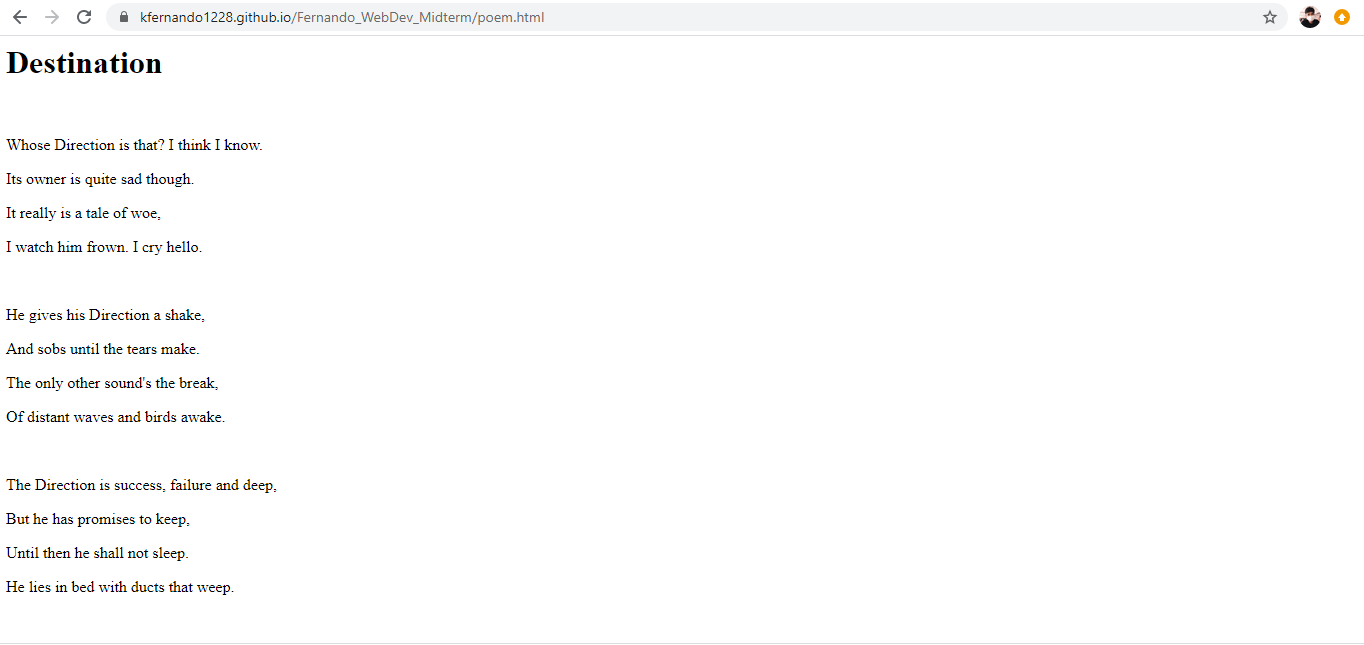 kfernando1228.github.io/Fernando_WebDev_Midterm/poem.html
Destination
Whose Direction is that? I think I know.
Its owner is quite sad though.
It really is a tale of woe,
I watch him frown. I cry hello.
He gives his Direction a shake,
And sobs until the tears make.
The only other sound's the break,
Of distant waves and birds awake.
The Direction is success, failure and deep,
But he has promises to keep,
Until then he shall not sleep.
He lies in bed with ducts that weep.